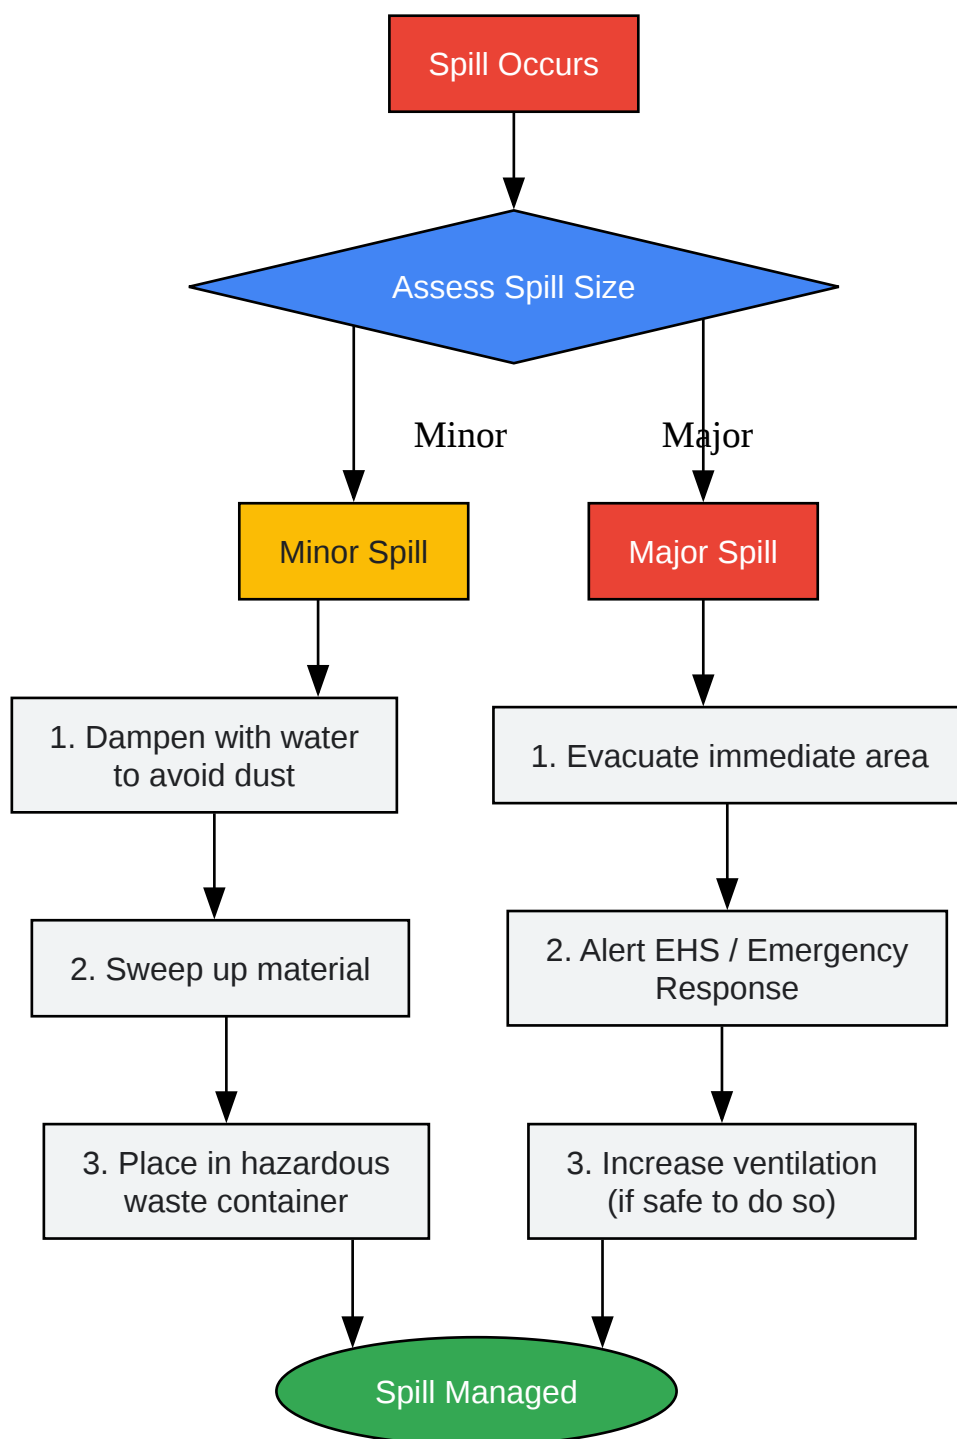 Spill Occurs
Assess Spill Size
Minor
Major
Minor Spill
Major Spill
1. Dampen with water
to avoid dust
1. Evacuate immediate area
2. Sweep up material
2. Alert EHS / Emergency
Response
3. Place in hazardous
waste container
3. Increase ventilation
(if safe to do so)
Spill Managed